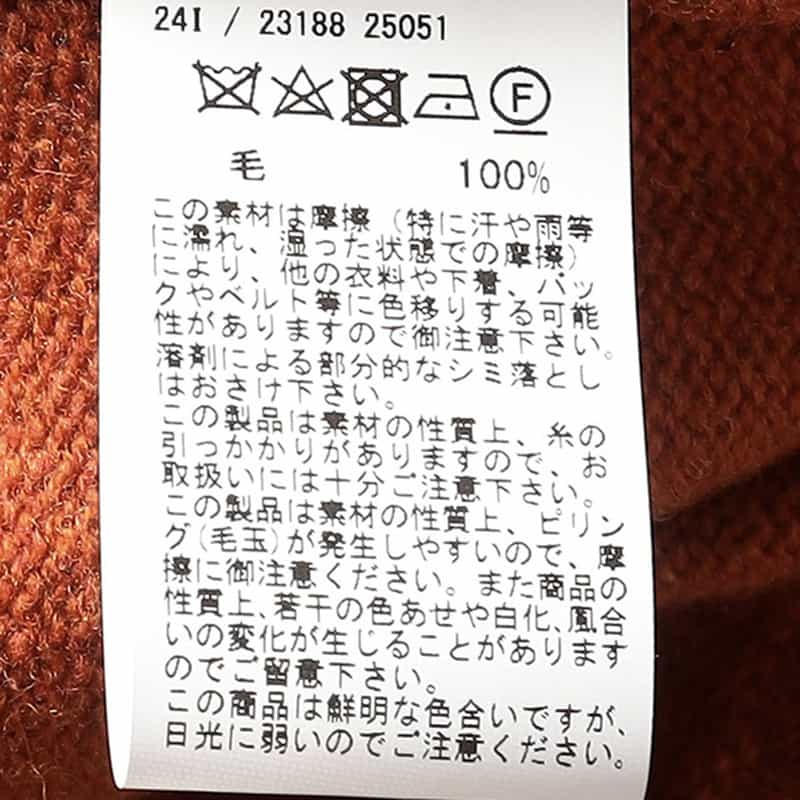 24I / 23188 25051
F
毛 100%
この素材は摩擦（特に汗や雨等
に濡れ、湿った状態での摩擦）
により、他の衣料や下着、バッ
クやベルト等に色移りする可能
性がありますので御注意下さい。
溶剤による部分的なシミ落とし
はおさけ下さい。
この製品は素材の性質上、糸の
引っかかりがありますので、お
取扱いには十分ご注意下さい。
この製品は素材の性質上、ピリン
グ(毛玉)が発生しやすいので、摩
擦に御注意ください。また商品の
性質上、若干の色あせや白化、風合
いの変化が生じることがあります
のでご留意下さい。
この商品は鮮明な色合いですが、
日光に弱いのでご注意ください。